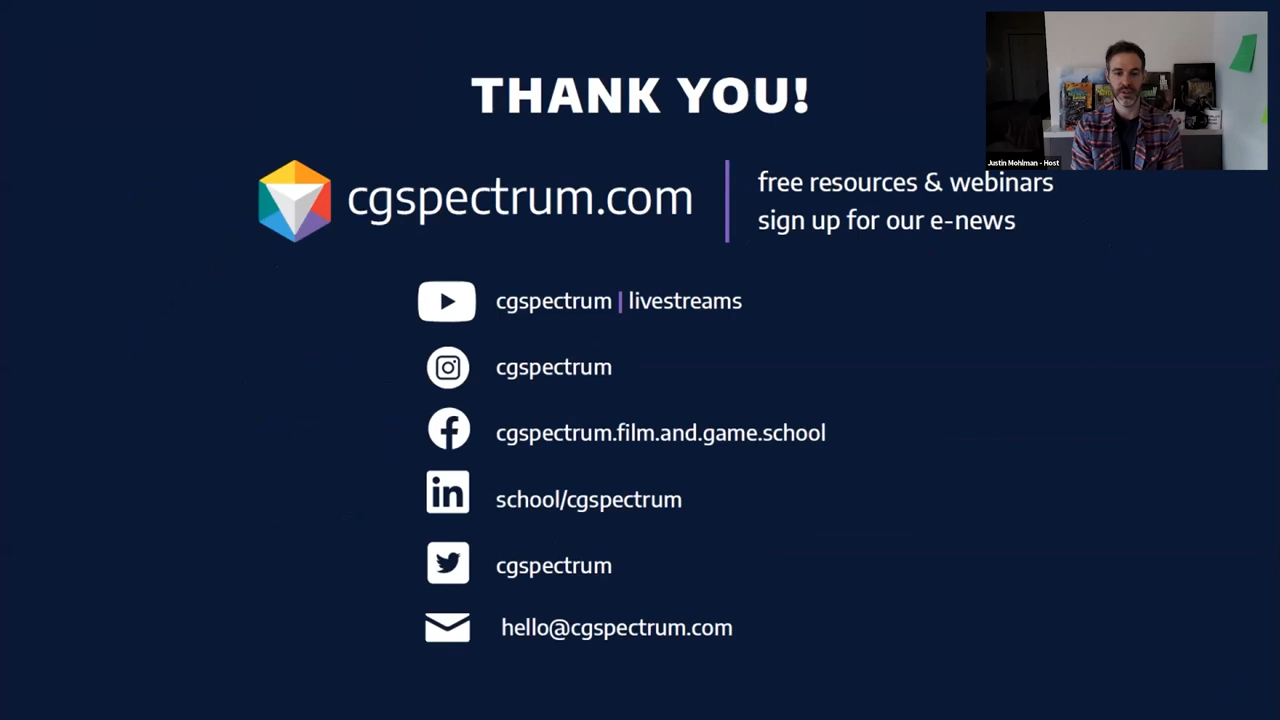 THANK YOU!
cgspectrum.com
free resources & webinars
sign up for our e-news
cgspectrum | livestreams
cgspectrum
cgspectrum.film.and.game.school
in
school/cgspectrum
cgspectrum
hello@cgspectrum.com
Justin Mohlman - Host